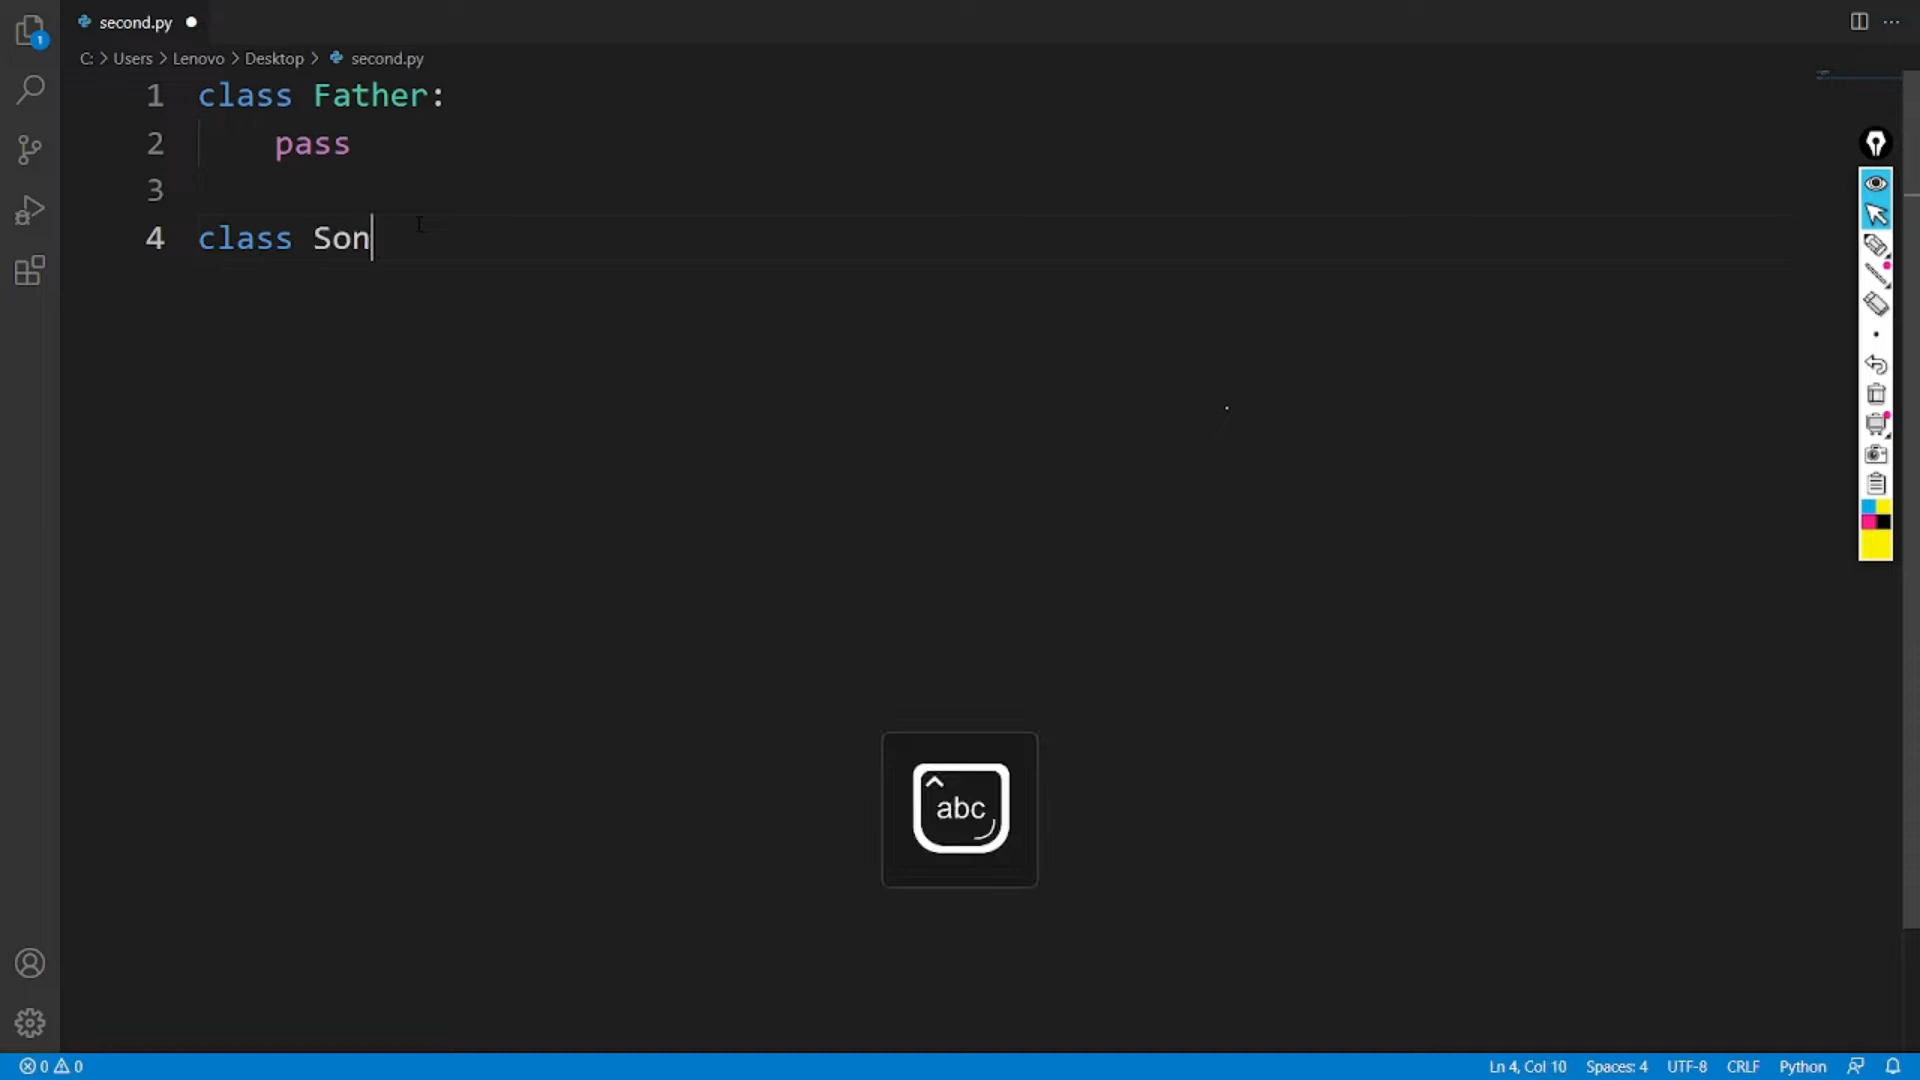 second.py
C: > Users > Lenovo > Desktop > second.py
1 class Father:
2 pass
3
4 class Son
abc
1
0 0 Ln 4, Col 10 Spaces: 4 UTF-8 CRLF Python